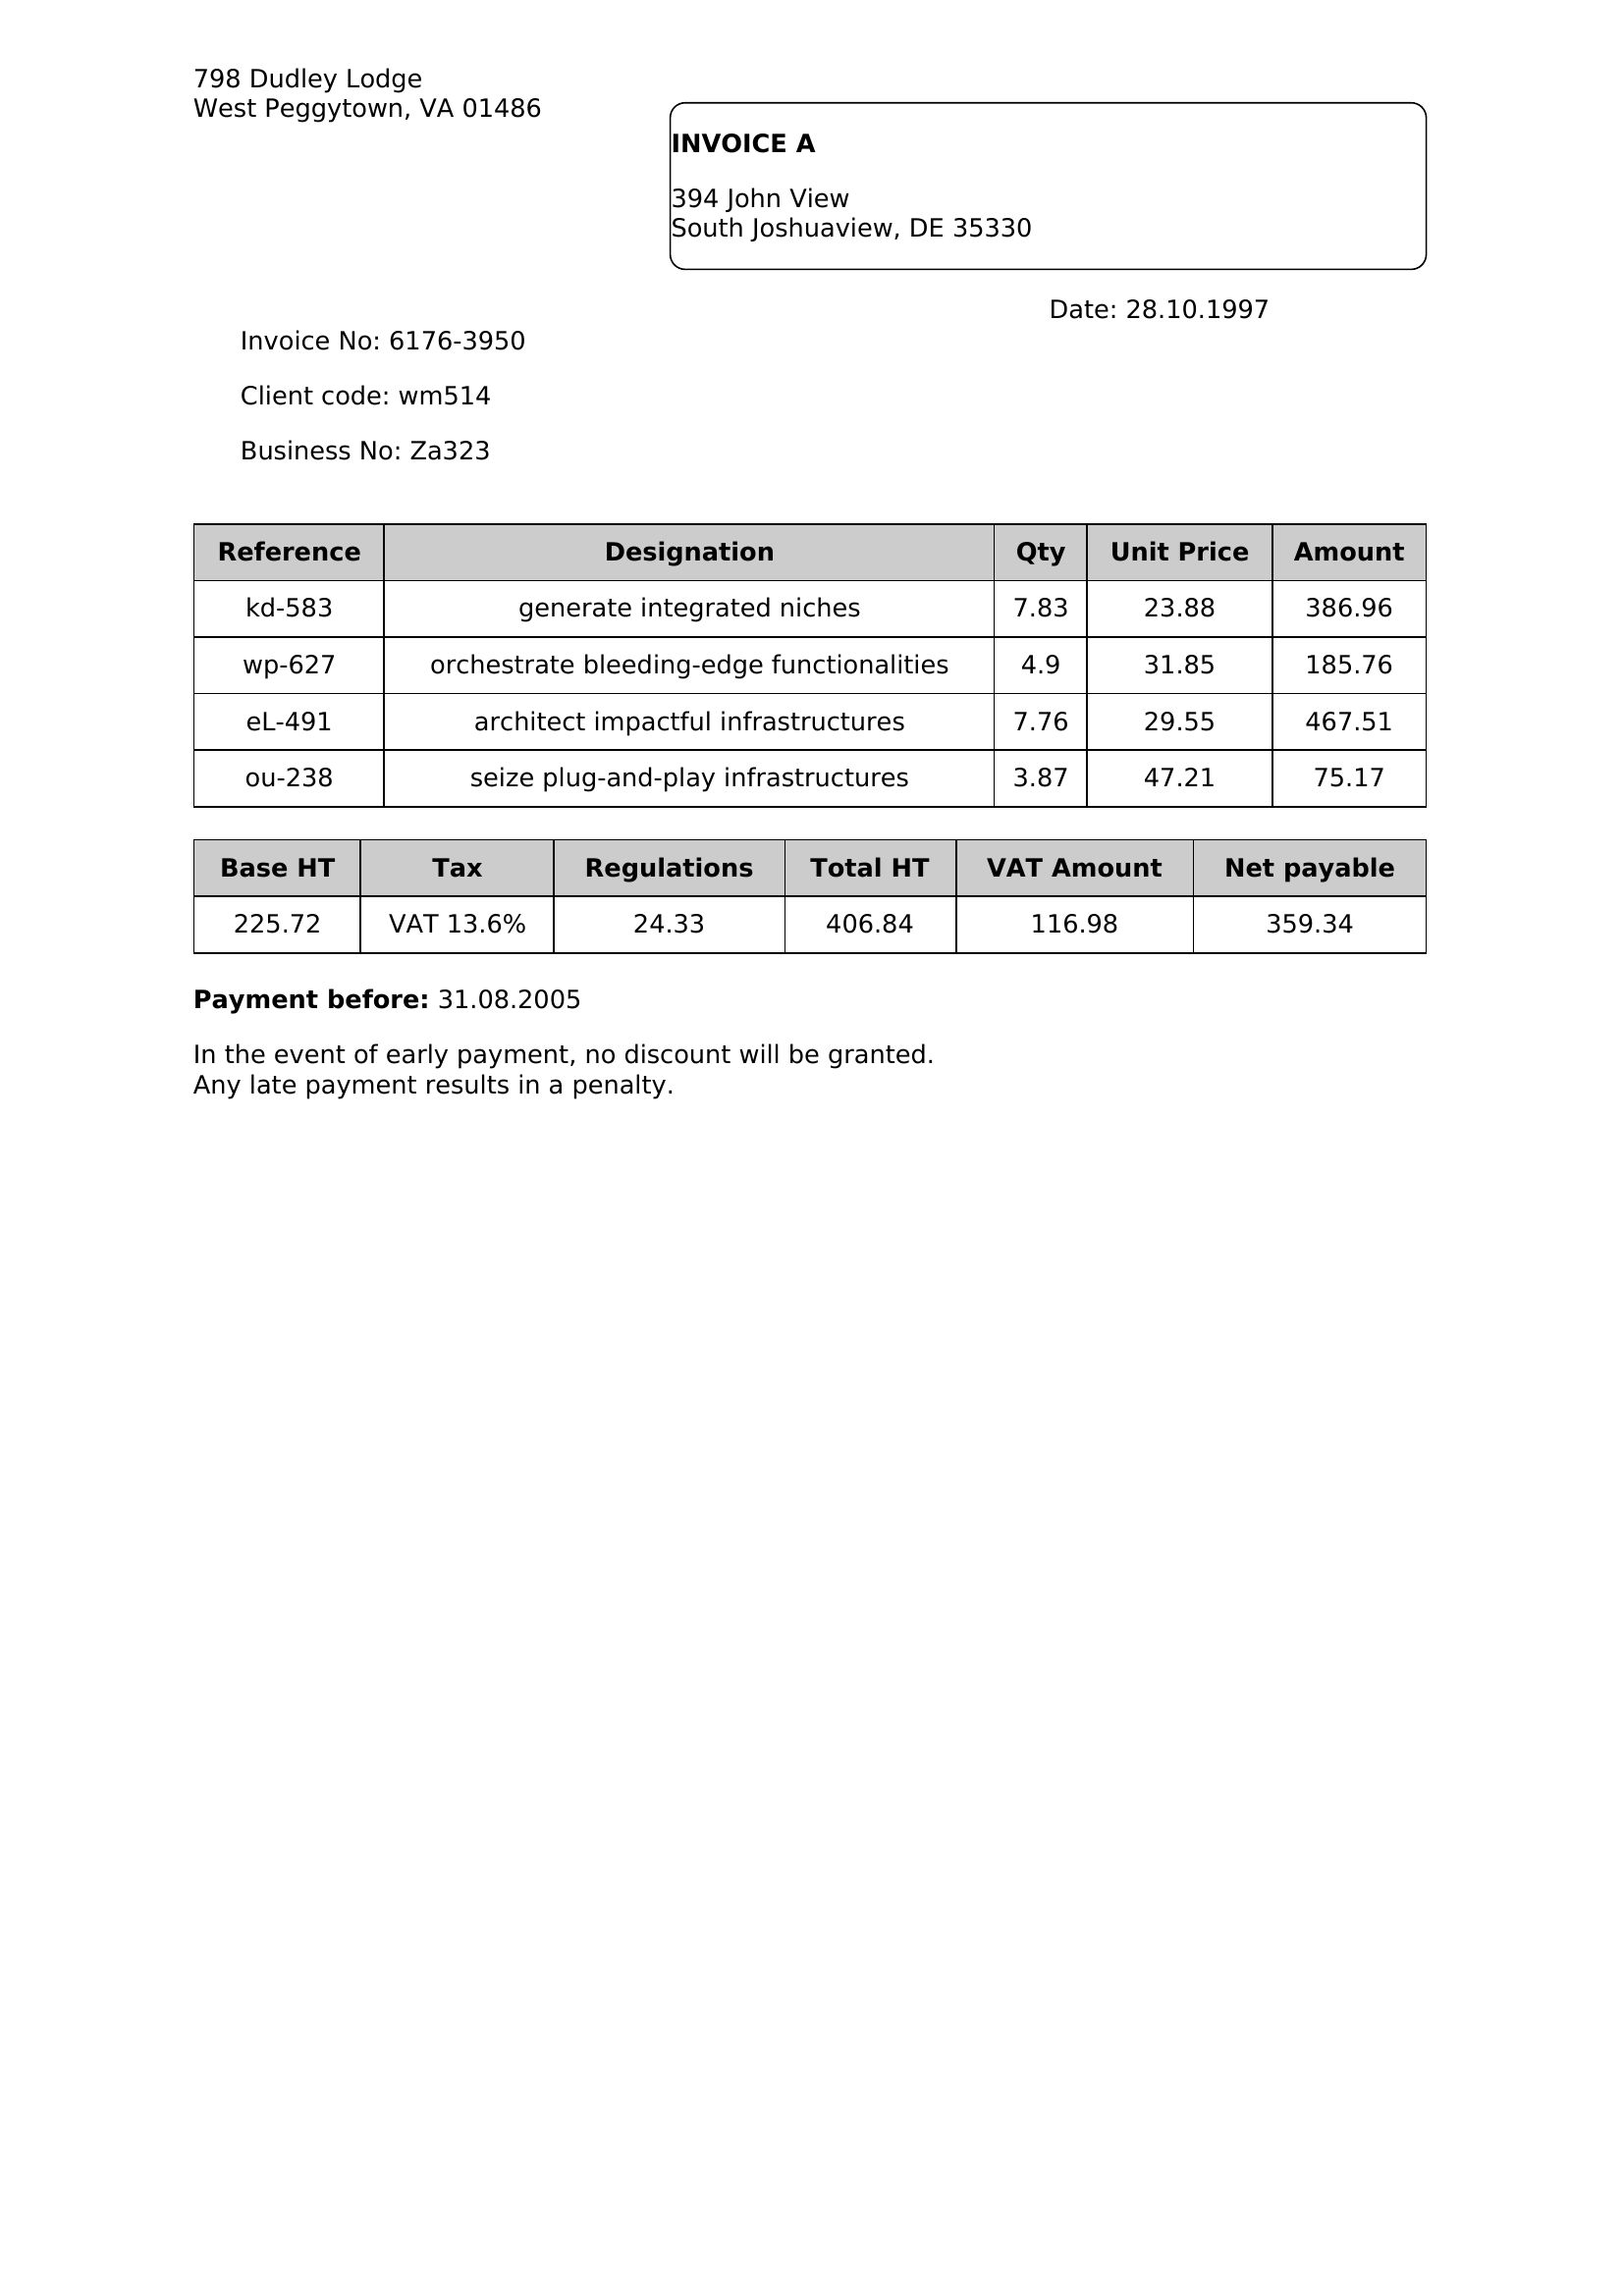 798 Dudley Lodge
West Peggytown, VA 01486
INVOICE A
394 John View
South Joshuaview, DE 35330
Date: 28.10.1997
Invoice No: 6176-3950
Client code: wm514
Business No: Za323
Reference Designation Qty Unit Price Amount
kd-583 generate integrated niches 7.83 23.88 386.96
wp-627 orchestrate bleeding-edge functionalities 4.9 31.85 185.76
eL-491 architect impactful infrastructures 7.76 29.55 467.51
ou-238 seize plug-and-play infrastructures 3.87 47.21 75.17
Base HT Tax Regulations Total HT VAT Amount Net payable
225.72 VAT 13.6% 24.33 406.84 116.98 359.34
Payment before: 31.08.2005
In the event of early payment, no discount will be granted.
Any late payment results in a penalty.